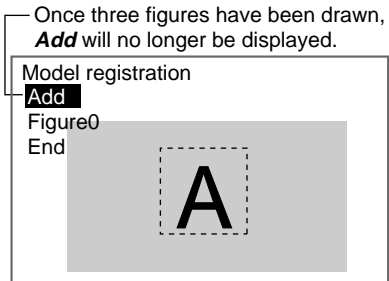 Once three figures have been drawn,
Add will no longer be displayed.
Model registration
Add
Figure0
End
A